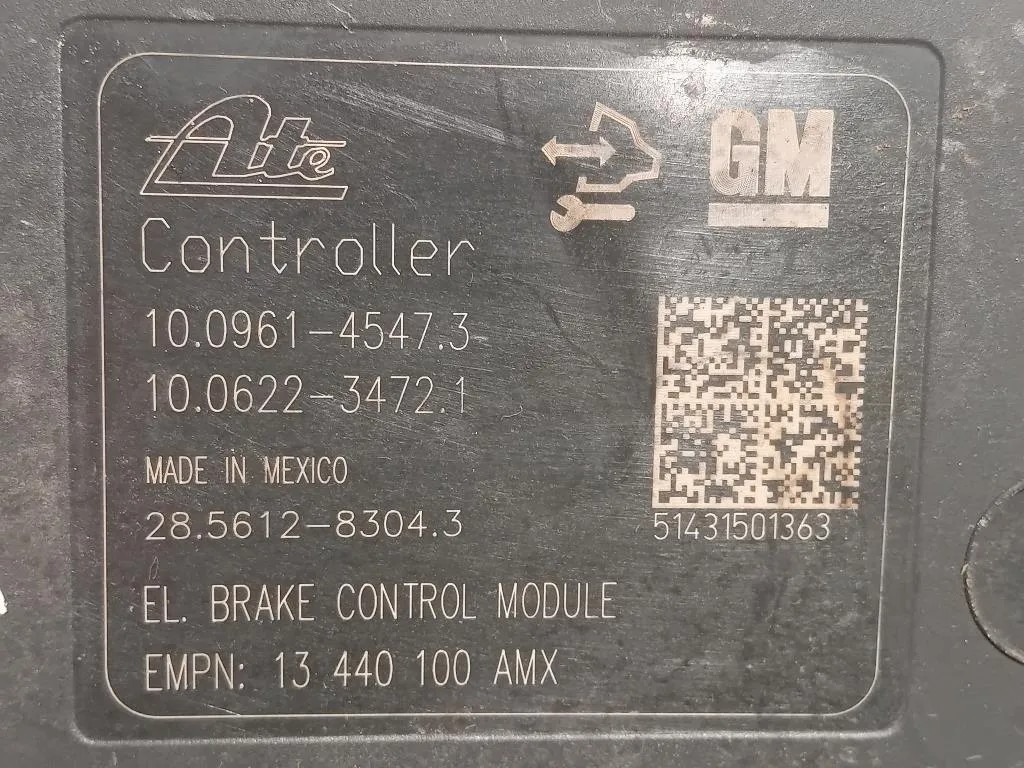 Ate
GM
Controller
10.0961-4547.3
10.0622-3472.1
MADE IN MEXICO
28.5612-8304.3
51431501363
EL. BRAKE CONTROL MODULE
EMPN: 13 440 100 AMX